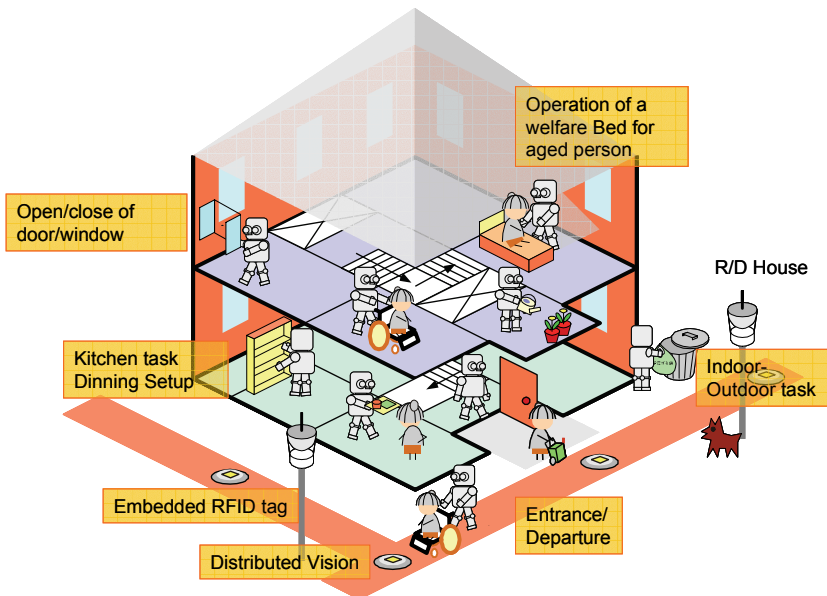 Operation of a
welfare Bed for
aged person
Open/close of
door/window
R/D House
Kitchen task
Dinning Setup
Indoor-
Outdoor task
Embedded RFID tag
Entrance/
Departure
Distributed Vision